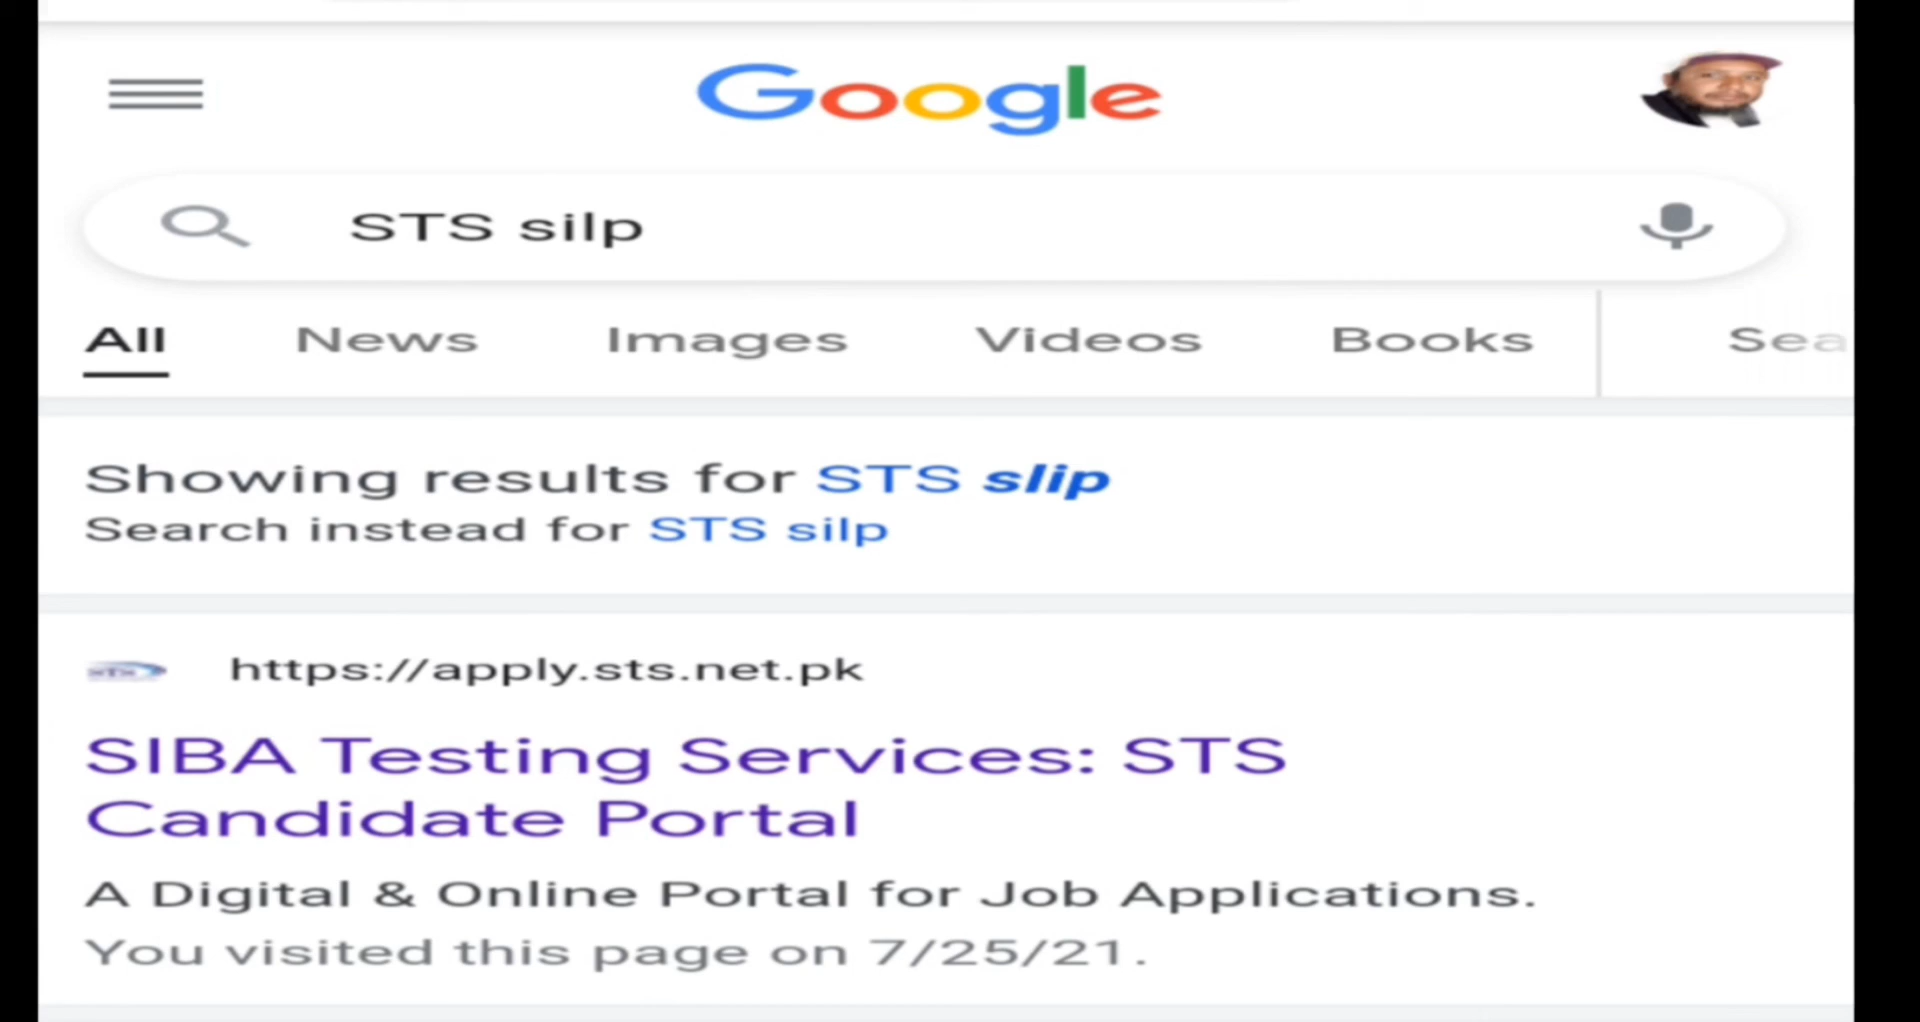 Google
STS silp
All News Images Videos Books Sea
Showing results for STS slip
Search instead for STS silp
https://apply.sts.net.pk
SIBA Testing Services: STS
Candidate Portal
A Digital & Online Portal for Job Applications.
You visited this page on 7/25/21.